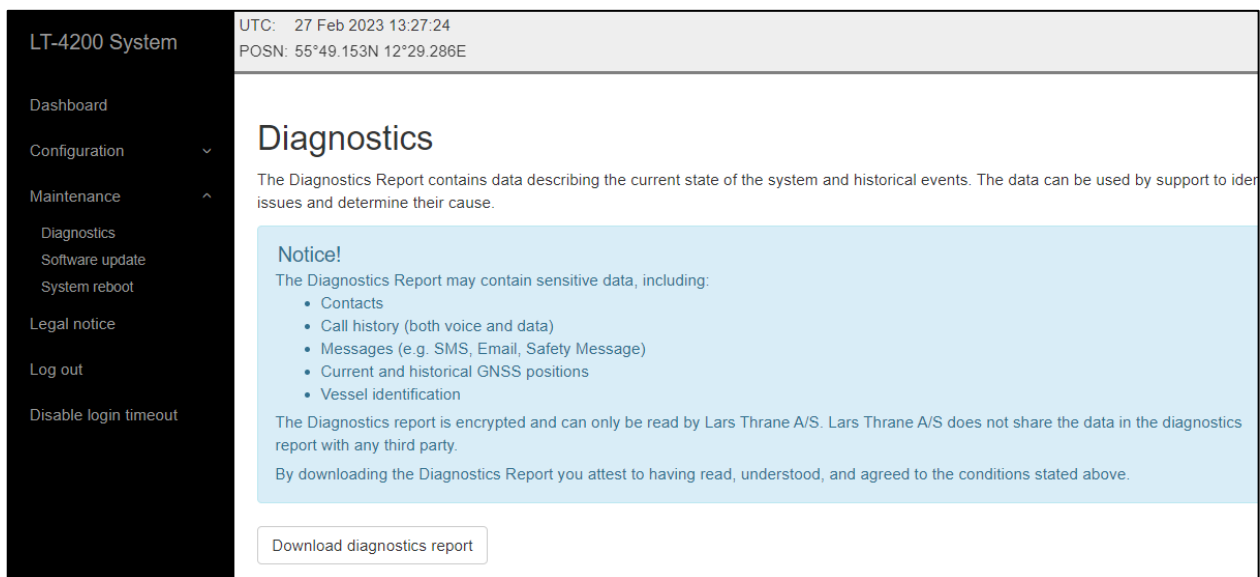 LT-4200 System
UTC: 27 Feb 2023 13:27:24
POSN: 55°49.153N 12°29.286E
Dashboard
Configuration
Maintenance
Diagnostics
Software update
System reboot
Legal notice
Log out
Disable login timeout
Diagnostics
The Diagnostics Report contains data describing the current state of the system and historical events. The data can be used by support to
issues and determine their cause.
Notice!
The Diagnostics Report may contain sensitive data, including:
• Contacts
• Call history (both voice and data)
• Messages (e.g. SMS, Email, Safety Message)
• Current and historical GNSS positions
• Vessel identification
The Diagnostics report is encrypted and can only be read by Lars Thrane A/S. Lars Thrane A/S does not share the data in the diagnostics
report with any third party.
By downloading the Diagnostics Report you attest to having read, understood, and agreed to the conditions stated above.
Download diagnostics report